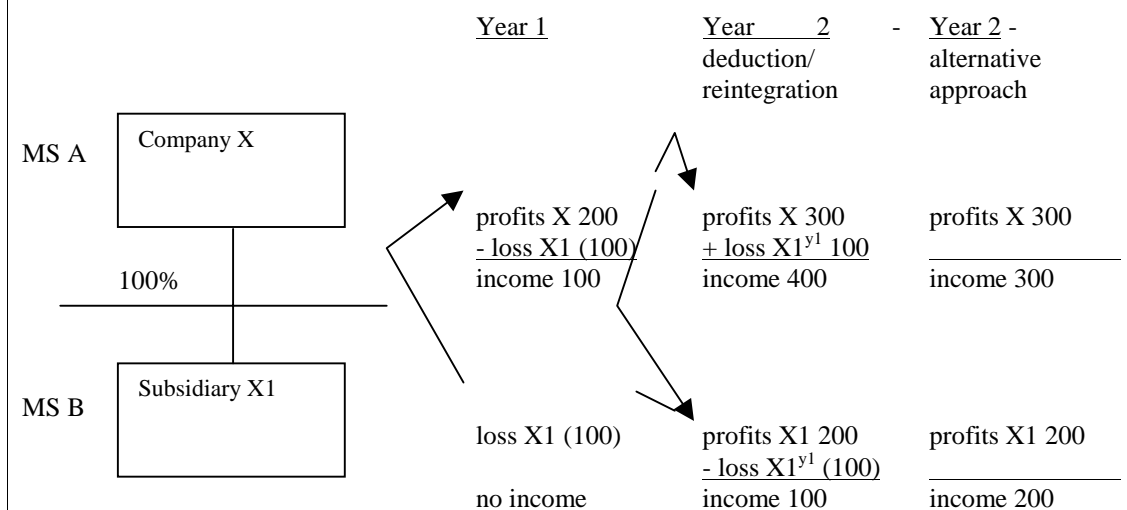 Year 1 Year 2 - Year 2 -
deduction/ alternative
reintegration approach
Company X
MS A
profits X 200 profits X 300 profits X 300
- loss X1 (100) + loss X1y1 100
100% income 100 income 400 income 300
Subsidiary X1
MS B
loss X1 (100) profits X1 200 profits X1 200
- loss X1y1 (100)
no income income 100 income 200